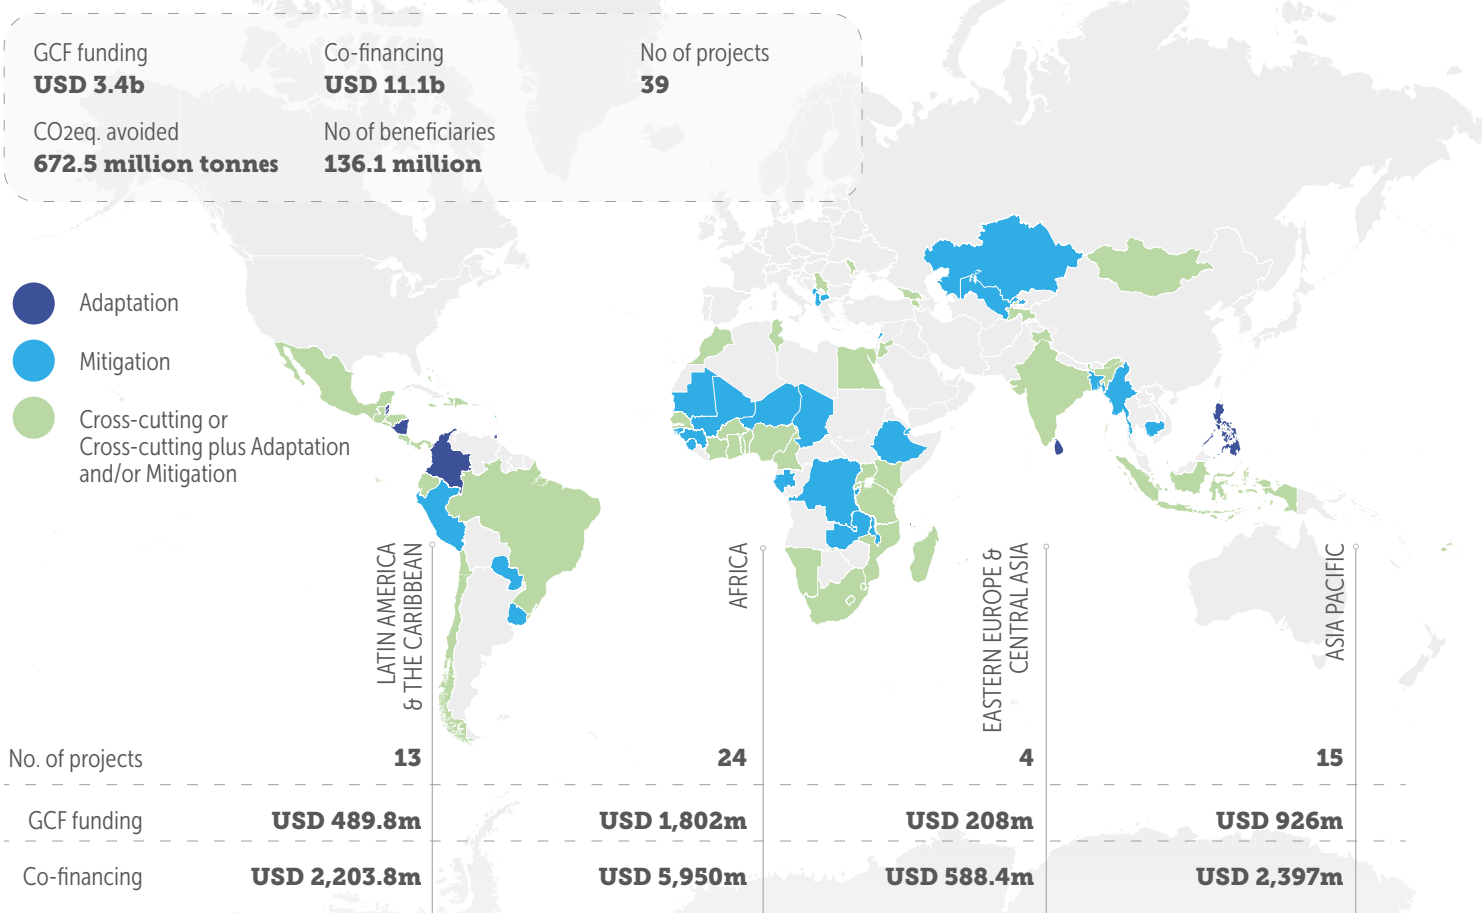 GCF funding
USD 3.4b
Co-financing
USD 11.1b
No of projects
39
CO2eq. avoided
672.5 million tonnes
No of beneficiaries
136.1 million
Adaptation
Mitigation
Cross-cutting or
Cross-cutting plus Adaptation
and/or Mitigation
LATIN AMERICA
& THE CARIBBEAN
AFRICA
EASTERN EUROPE &
CENTRAL ASIA
ASIA PACIFIC
No. of projects 13 24 4 15
GCF funding USD 489.8m USD 1,802m USD 208m USD 926m
Co-financing USD 2,203.8m USD 5,950m USD 588.4m USD 2,397m